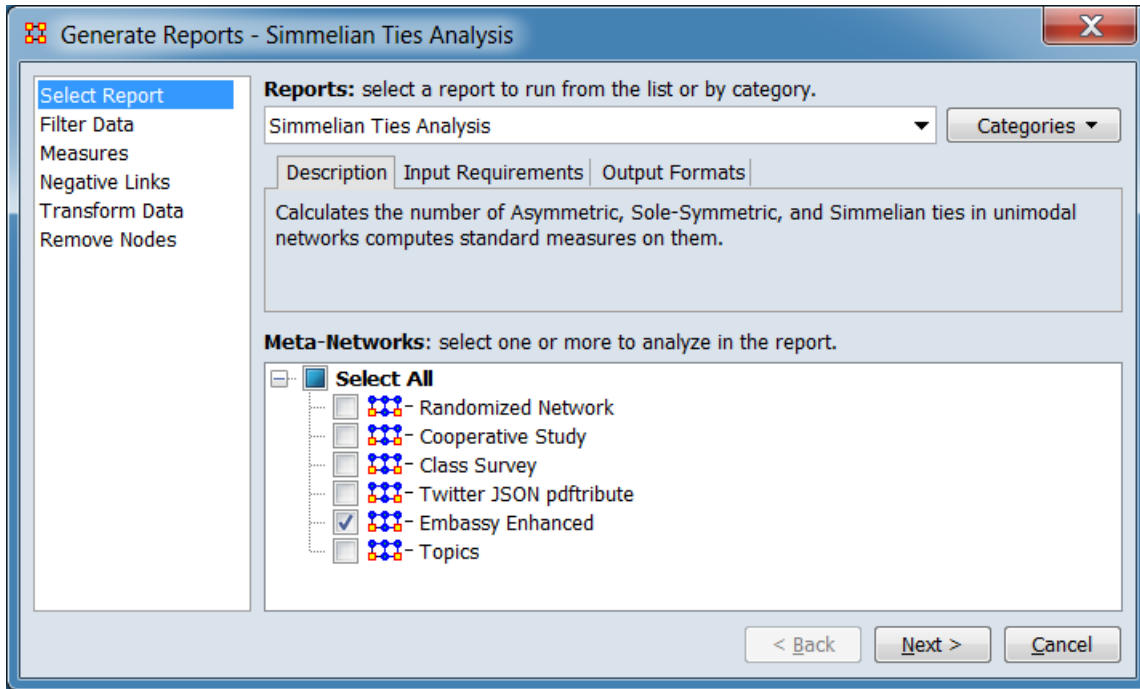 Generate Reports - Simmelian Ties Analysis
Select Report
Filter Data
Measures
Negative Links
Transform Data
Remove Nodes
Reports: select a report to run from the list or by category.
Simmelian Ties Analysis
Categories
Description
Input Requirements
Output Formats
Calculates the number of Asymmetric, Sole-Symmetric, and Simmelian ties in unimodal
networks computes standard measures on them.
Meta-Networks: select one or more to analyze in the report.
Select All
- Randomized Network
- Cooperative Study
- Class Survey
- Twitter JSON pdftribute
- Embassy Enhanced
- Topics
< Back
Next >
Cancel